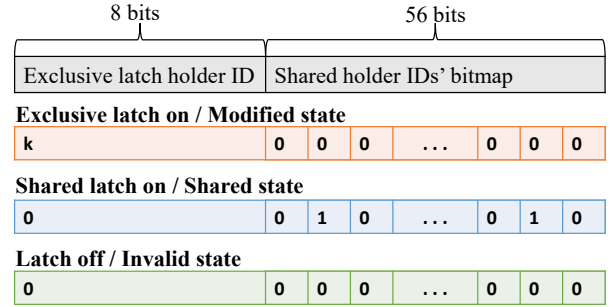 8 bits 56 bits
Exclusive latch holder ID Shared holder IDs' bitmap
Exclusive latch on / Modified state
k 0 0 0 ... 0 0 0
Shared latch on / Shared state
0 0 1 0 ... 0 1 0
Latch off / Invalid state
0 0 0 0 ... 0 0 0